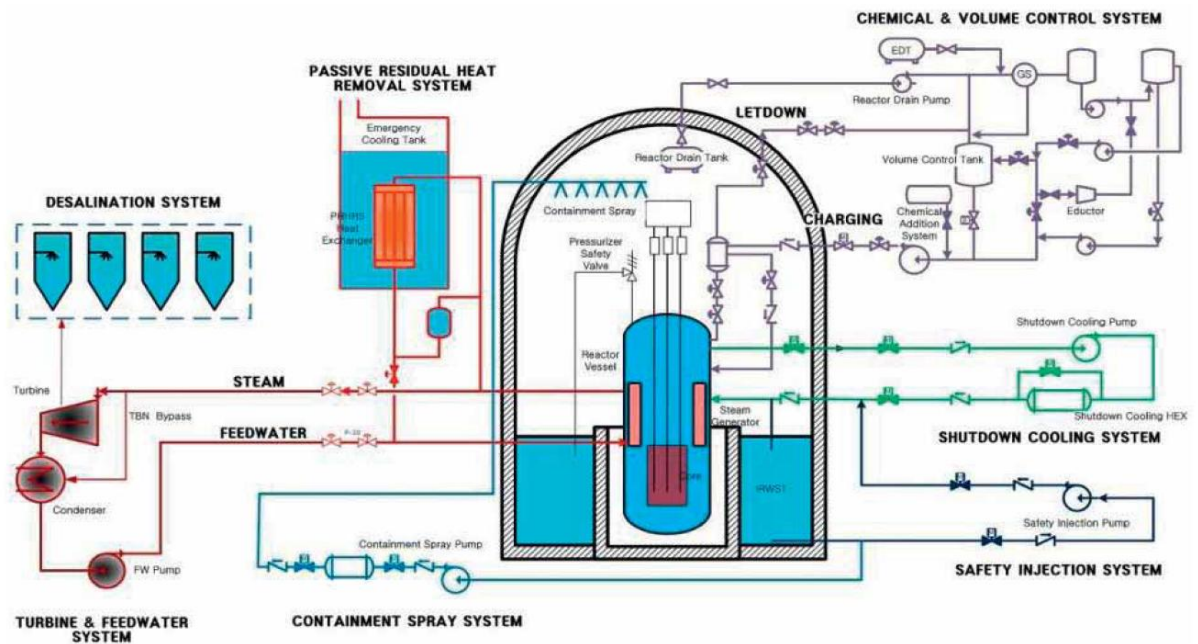 CHEMICAL & VOLUME CONTROL SYSTEM
EDT
GS
PASSIVE RESIDUAL HEAT
REMOVAL SYSTEM
Reactor Drain Pump
LETDOWN
Emergency
Cooling Tank
Reactor Drain Tank
Volume Control Tank
DESALINATION SYSTEM
Containment Spray
PRHRS
Heat
Exchanger
CHARGING
Chemical
Addition
System
Eductor
Pressurizer
Safety
Valve
Shutdown Cooling Pump
Reactor
Vessel
Turbine
STEAM
TBN Bypass
Steam
Generator
Shutdown Cooling HEX
FEEDWATER
SHUTDOWN COOLING SYSTEM
Core
IRWST
Condenser
Safety Injection Pump
Containment Spray Pump
FW Pump
SAFETY INJECTION SYSTEM
TURBINE & FEEDWATER
SYSTEM
CONTAINMENT SPRAY SYSTEM